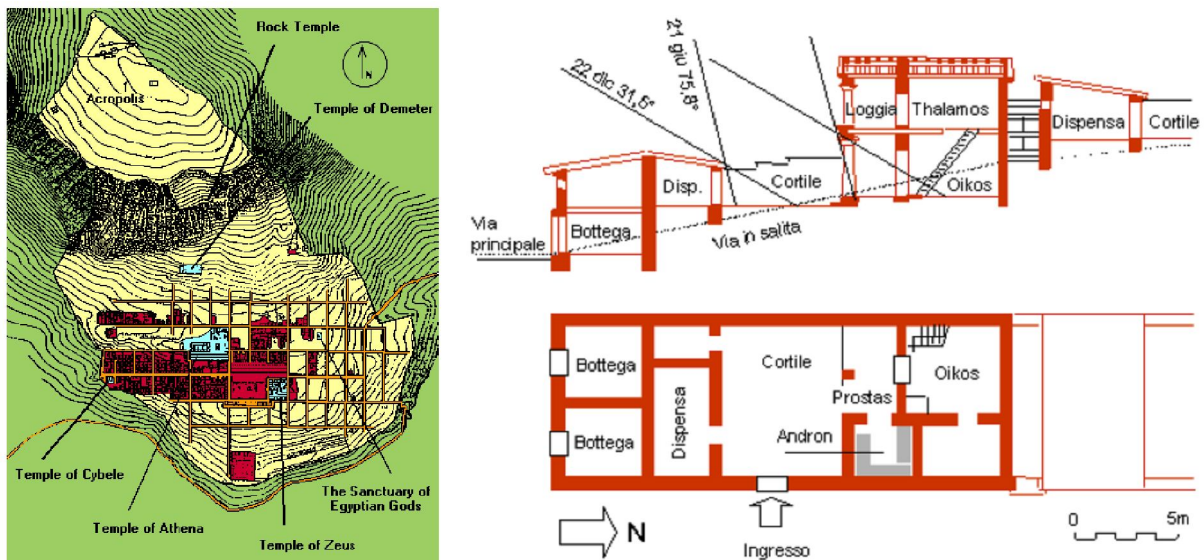 Rock Temple
N
Acropolis
Temple of Demeter
Temple of Cybele
Temple of Athena
The Sanctuary of
Egyptian Gods
Temple of Zeus
22 dic 31,5°
21 giu 75,8°
Loggia
Thalamos
Dispensa
Cortile
Disp.
Cortile
Oikos
Via
principale
Bottega
Via in salita
Bottega
Cortile
Oikos
Prostas
Dispensa
Bottega
Andron
N
Ingresso
0
5m